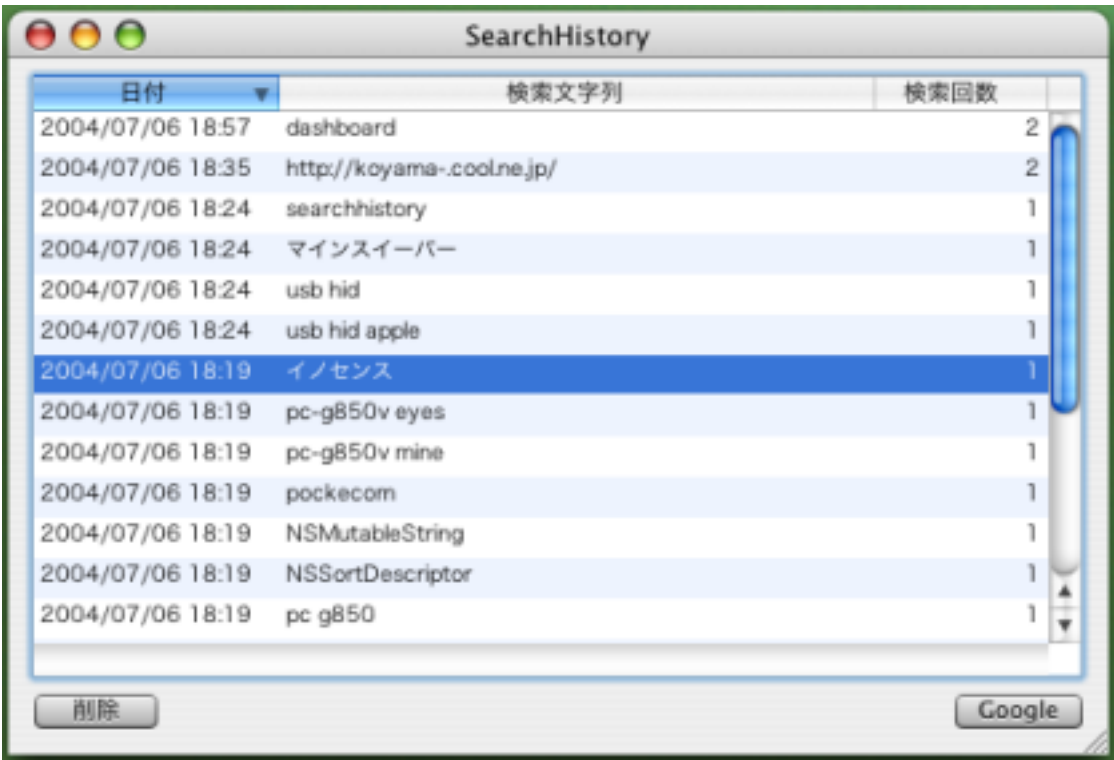 SearchHistory
日付 検索文字列 検索回数
2004/07/06 18:57 dashboard 2
2004/07/06 18:35 http://koyama-.cool.ne.jp/ 2
2004/07/06 18:24 searchhistory 1
2004/07/06 18:24 マインスイーパー 1
2004/07/06 18:24 usb hid 1
2004/07/06 18:24 usb hid apple 1
2004/07/06 18:19 イノセンス 1
2004/07/06 18:19 pc-g850v eyes 1
2004/07/06 18:19 pc-g850v mine 1
2004/07/06 18:19 pockecom 1
2004/07/06 18:19 NSMutableString 1
2004/07/06 18:19 NSSortDescriptor 1
2004/07/06 18:19 pc g850 1
削除 Google